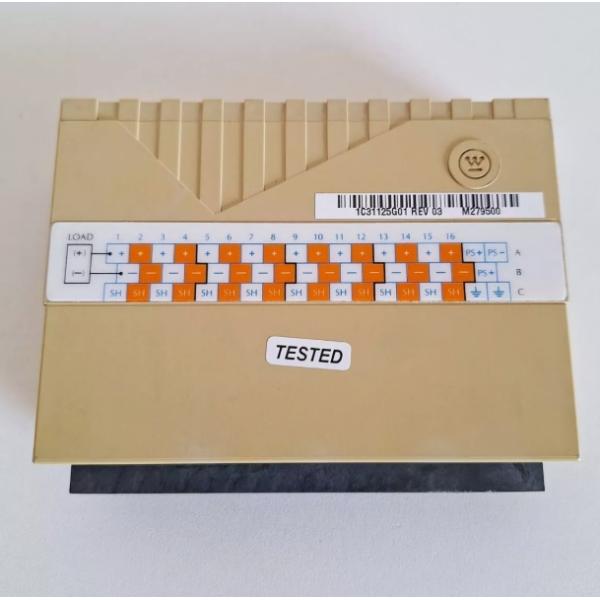 W
1C31125G01 REV 03 M279500
LOAD 1 2 3 4 5 6 7 8 9 10 11 12 13 14 15 16
(+) + + + + + + + + + + + + + + + + PS+ PS− A
(−) − − − − − − − − − − − − − − − − PS+ B
SH SH SH SH SH SH SH SH SH SH SH SH SH SH SH SH C
TESTED